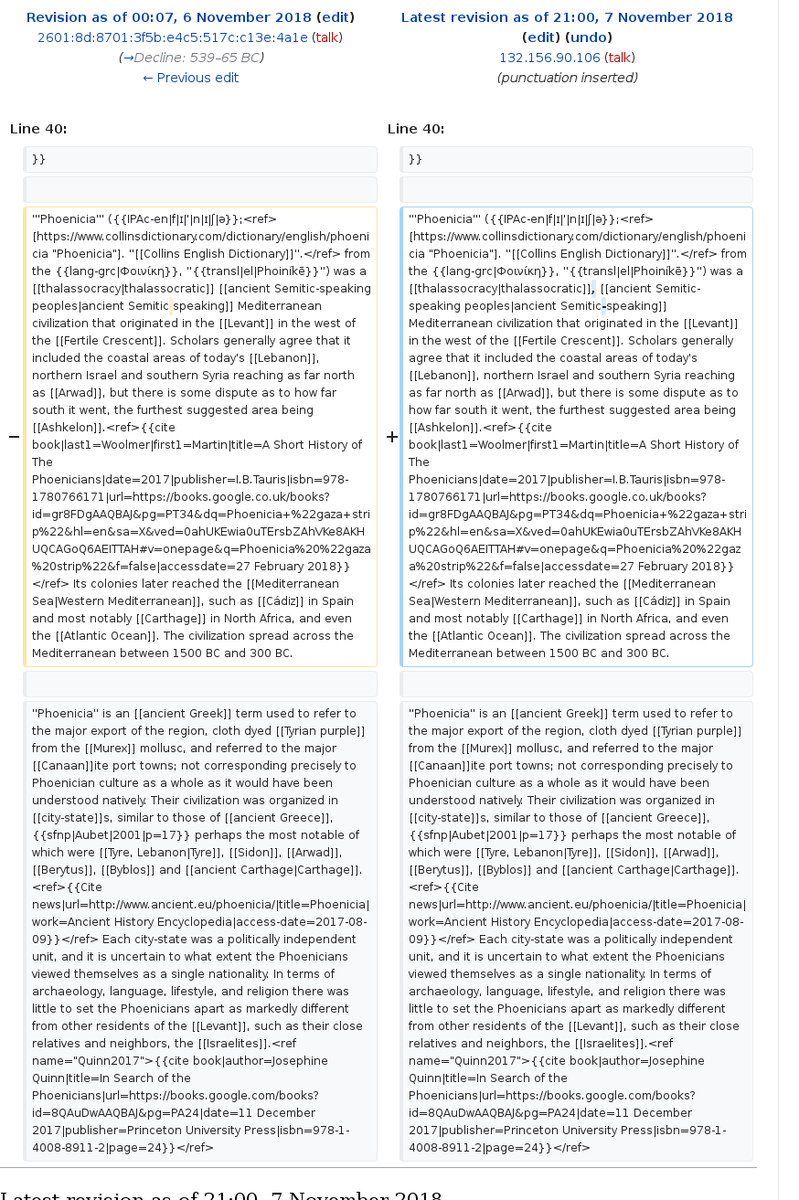 Revision as of 00:07, 6 November 2018 (edit)
2601:8d:8701:3f5b:e4c5:517c:c13e:4a1e (talk)
(→Decline: 539–65 BC)
← Previous edit
Latest revision as of 21:00, 7 November 2018
(edit) (undo)
132.156.90.106 (talk)
(punctuation inserted)
Line 40:
Line 40:
}}
}}
−
'''Phoenicia''' ({{IPAc-en|f|ɪ|'|n|ɪ|ʃ|ə}};<ref>
[https://www.collinsdictionary.com/dictionary/english/phoeni
cia "Phoenicia"]. ''[[Collins English Dictionary]]''.</ref> from
the {{lang-grc|Φοινίκη}}, ''{{transl|el|Phoiníkē}}'') was a
[[thalassocracy|thalassocratic]] [[ancient Semitic-speaking
peoples|ancient Semitic speaking]] Mediterranean
civilization that originated in the [[Levant]] in the west of
the [[Fertile Crescent]]. Scholars generally agree that it
included the coastal areas of today's [[Lebanon]],
northern Israel and southern Syria reaching as far north
as [[Arwad]], but there is some dispute as to how far
south it went, the furthest suggested area being
[[Ashkelon]].<ref>{{cite
book|last1=Woolmer|first1=Martin|title=A Short History of
The
Phoenicians|date=2017|publisher=I.B.Tauris|isbn=978-
1780766171|url=https://books.google.co.uk/books?
id=gr8FDgAAQBAJ&pg=PT34&dq=Phoenicia+%22gaza+stri
p%22&hl=en&sa=X&ved=0ahUKEwia0uTErsbZAhVKe8AKH
UQCAGoQ6AEITTAH#v=onepage&q=Phoenicia%20%22gaza
%20strip%22&f=false|accessdate=27 February 2018}}
</ref> Its colonies later reached the [[Mediterranean
Sea|Western Mediterranean]], such as [[Cádiz]] in Spain
and most notably [[Carthage]] in North Africa, and even
the [[Atlantic Ocean]]. The civilization spread across the
Mediterranean between 1500 BC and 300 BC.
+
'''Phoenicia''' ({{IPAc-en|f|ɪ|'|n|ɪ|ʃ|ə}};<ref>
[https://www.collinsdictionary.com/dictionary/english/phoeni
cia "Phoenicia"]. ''[[Collins English Dictionary]]''.</ref> from
the {{lang-grc|Φοινίκη}}, ''{{transl|el|Phoiníkē}}'') was a
[[thalassocracy|thalassocratic]], [[ancient Semitic-
speaking peoples|ancient Semitic-speaking]]
Mediterranean civilization that originated in the [[Levant]]
in the west of the [[Fertile Crescent]]. Scholars generally
agree that it included the coastal areas of today's
[[Lebanon]], northern Israel and southern Syria reaching
as far north as [[Arwad]], but there is some dispute as to
how far south it went, the furthest suggested area being
[[Ashkelon]].<ref>{{cite
book|last1=Woolmer|first1=Martin|title=A Short History of
The
Phoenicians|date=2017|publisher=I.B.Tauris|isbn=978-
1780766171|url=https://books.google.co.uk/books?
id=gr8FDgAAQBAJ&pg=PT34&dq=Phoenicia+%22gaza+stri
p%22&hl=en&sa=X&ved=0ahUKEwia0uTErsbZAhVKe8AKH
UQCAGoQ6AEITTAH#v=onepage&q=Phoenicia%20%22gaz
a%20strip%22&f=false|accessdate=27 February 2018}}
</ref> Its colonies later reached the [[Mediterranean
Sea|Western Mediterranean]], such as [[Cádiz]] in Spain
and most notably [[Carthage]] in North Africa, and even
the [[Atlantic Ocean]]. The civilization spread across the
Mediterranean between 1500 BC and 300 BC.
''Phoenicia'' is an [[ancient Greek]] term used to refer to
the major export of the region, cloth dyed [[Tyrian purple]]
from the [[Murex]] mollusc, and referred to the major
[[Canaan]]ite port towns; not corresponding precisely to
Phoenician culture as a whole as it would have been
understood natively. Their civilization was organized in
[[city-state]]s, similar to those of [[ancient Greece]],
{{sfnp|Aubet|2001|p=17}} perhaps the most notable of
which were [[Tyre, Lebanon|Tyre]], [[Sidon]], [[Arwad]],
[[Berytus]], [[Byblos]] and [[ancient Carthage|Carthage]].
<ref>{{Cite
news|url=http://www.ancient.eu/phoenicia/|title=Phoenicia|
work=Ancient History Encyclopedia|access-date=2017-08-
09}}</ref> Each city-state was a politically independent
unit, and it is uncertain to what extent the Phoenicians
viewed themselves as a single nationality. In terms of
archaeology, language, lifestyle, and religion there was
little to set the Phoenicians apart as markedly different
from other residents of the [[Levant]], such as their close
relatives and neighbors, the [[Israelites]].<ref
name="Quinn2017">{{cite book|author=Josephine
Quinn|title=In Search of the
Phoenicians|url=https://books.google.com/books?
id=8QAuDwAAQBAJ&pg=PA24|date=11 December
2017|publisher=Princeton University Press|isbn=978-1-
4008-8911-2|page=24}}</ref>
''Phoenicia'' is an [[ancient Greek]] term used to refer to
the major export of the region, cloth dyed [[Tyrian purple]]
from the [[Murex]] mollusc, and referred to the major
[[Canaan]]ite port towns; not corresponding precisely to
Phoenician culture as a whole as it would have been
understood natively. Their civilization was organized in
[[city-state]]s, similar to those of [[ancient Greece]],
{{sfnp|Aubet|2001|p=17}} perhaps the most notable of
which were [[Tyre, Lebanon|Tyre]], [[Sidon]], [[Arwad]],
[[Berytus]], [[Byblos]] and [[ancient Carthage|Carthage]].
<ref>{{Cite
news|url=http://www.ancient.eu/phoenicia/|title=Phoenicia|
work=Ancient History Encyclopedia|access-date=2017-08-
09}}</ref> Each city-state was a politically independent
unit, and it is uncertain to what extent the Phoenicians
viewed themselves as a single nationality. In terms of
archaeology, language, lifestyle, and religion there was
little to set the Phoenicians apart as markedly different
from other residents of the [[Levant]], such as their close
relatives and neighbors, the [[Israelites]].<ref
name="Quinn2017">{{cite book|author=Josephine
Quinn|title=In Search of the
Phoenicians|url=https://books.google.com/books?
id=8QAuDwAAQBAJ&pg=PA24|date=11 December
2017|publisher=Princeton University Press|isbn=978-1-
4008-8911-2|page=24}}</ref>
Latest revision as of 21:00, 7 November 2018